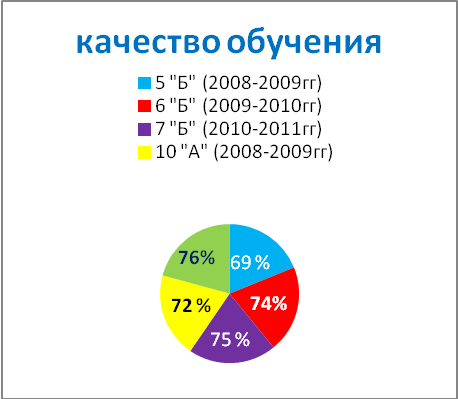 качество обучения
5 "Б" (2008-2009гг)
6 "Б" (2009-2010гг)
7 "Б" (2010-2011гг)
10 "А" (2008-2009гг)
76%
69 %
72 %
74%
75 %